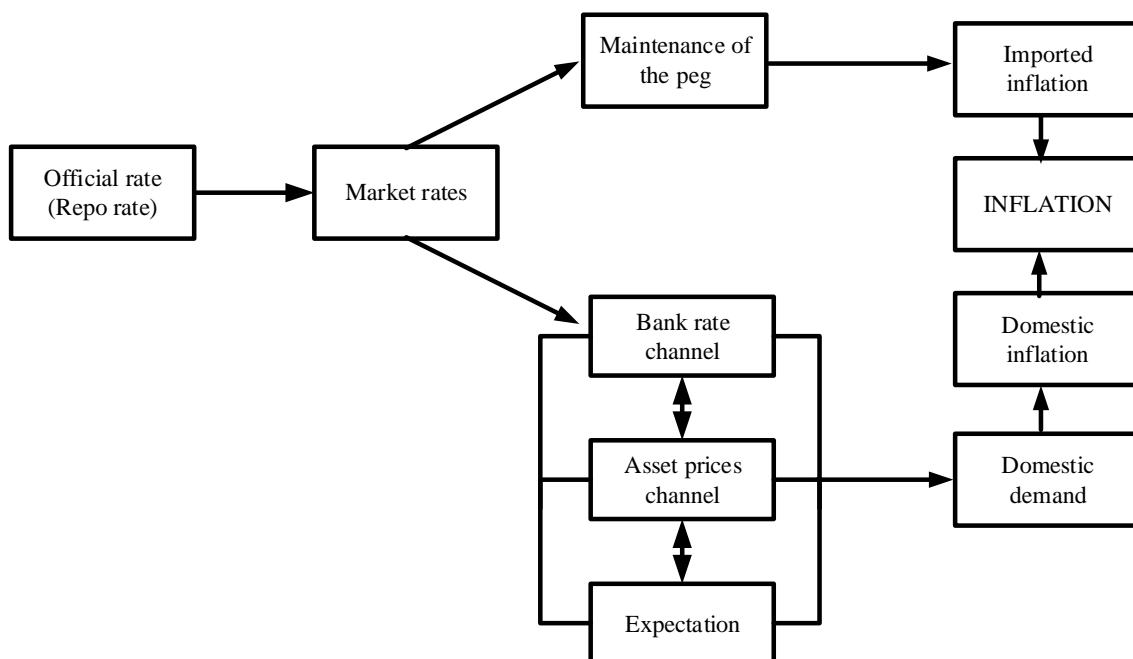 Maintenance of
the peg
Imported
inflation
Official rate
(Repo rate)
Market rates
INFLATION
Bank rate
channel
Domestic
inflation
Asset prices
channel
Domestic
demand
Expectation